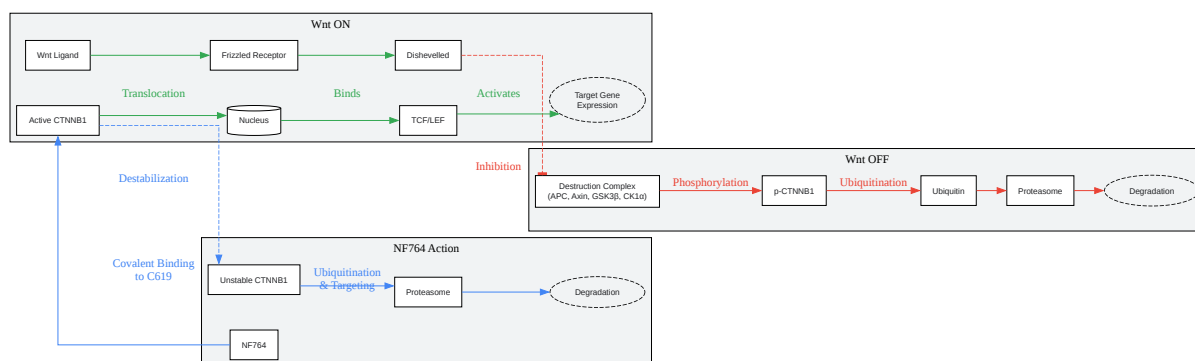 Wnt ON
Wnt Ligand
Frizzled Receptor
Dishevelled
Translocation
Binds
Activates
Target Gene
Expression
Active CTNNB1
Nucleus
TCF/LEF
Inhibition
Wnt OFF
Destruction Complex
(APC, Axin, GSK3β, CK1α)
Phosphorylation
p-CTNNB1
Ubiquitination
Ubiquitin
Proteasome
Degradation
Destabilization
NF764 Action
Covalent Binding
to C619
Unstable CTNNB1
Ubiquitination
& Targeting
Proteasome
Degradation
NF764